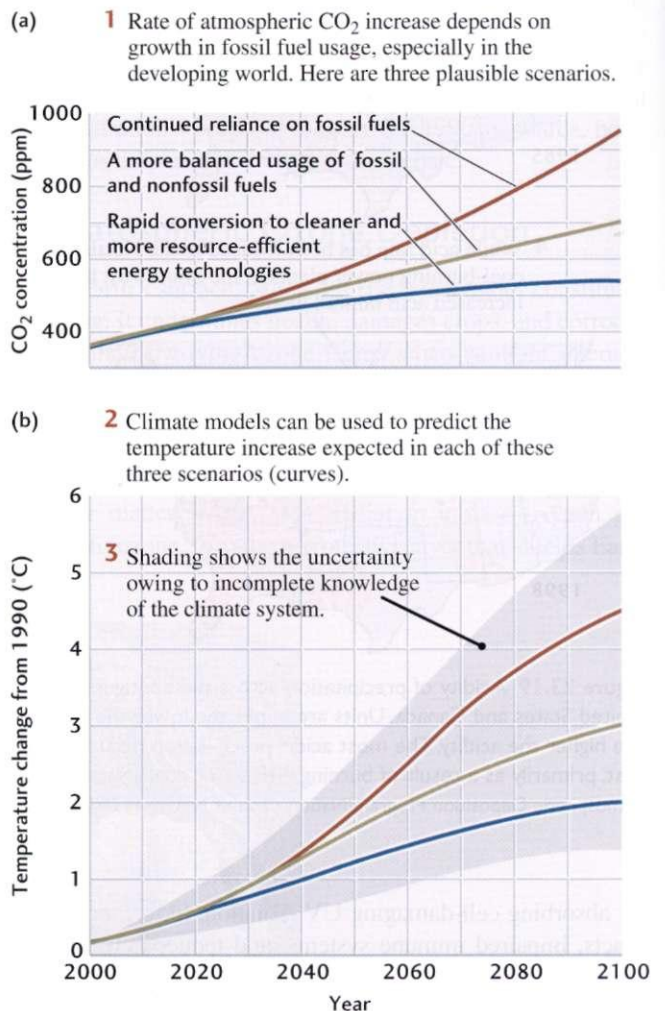 (a)
1 Rate of atmospheric CO₂ increase depends on
growth in fossil fuel usage, especially in the
developing world. Here are three plausible scenarios.
CO₂ concentration (ppm)
1000
800
600
400
Continued reliance on fossil fuels
A more balanced usage of fossil
and nonfossil fuels
Rapid conversion to cleaner and
more resource-efficient
energy technologies
(b)
2 Climate models can be used to predict the
temperature increase expected in each of these
three scenarios (curves).
Temperature change from 1990 (°C)
6
5
4
3
2
1
0
3 Shading shows the uncertainty
owing to incomplete knowledge
of the climate system.
2000 2020 2040 2060 2080 2100
Year